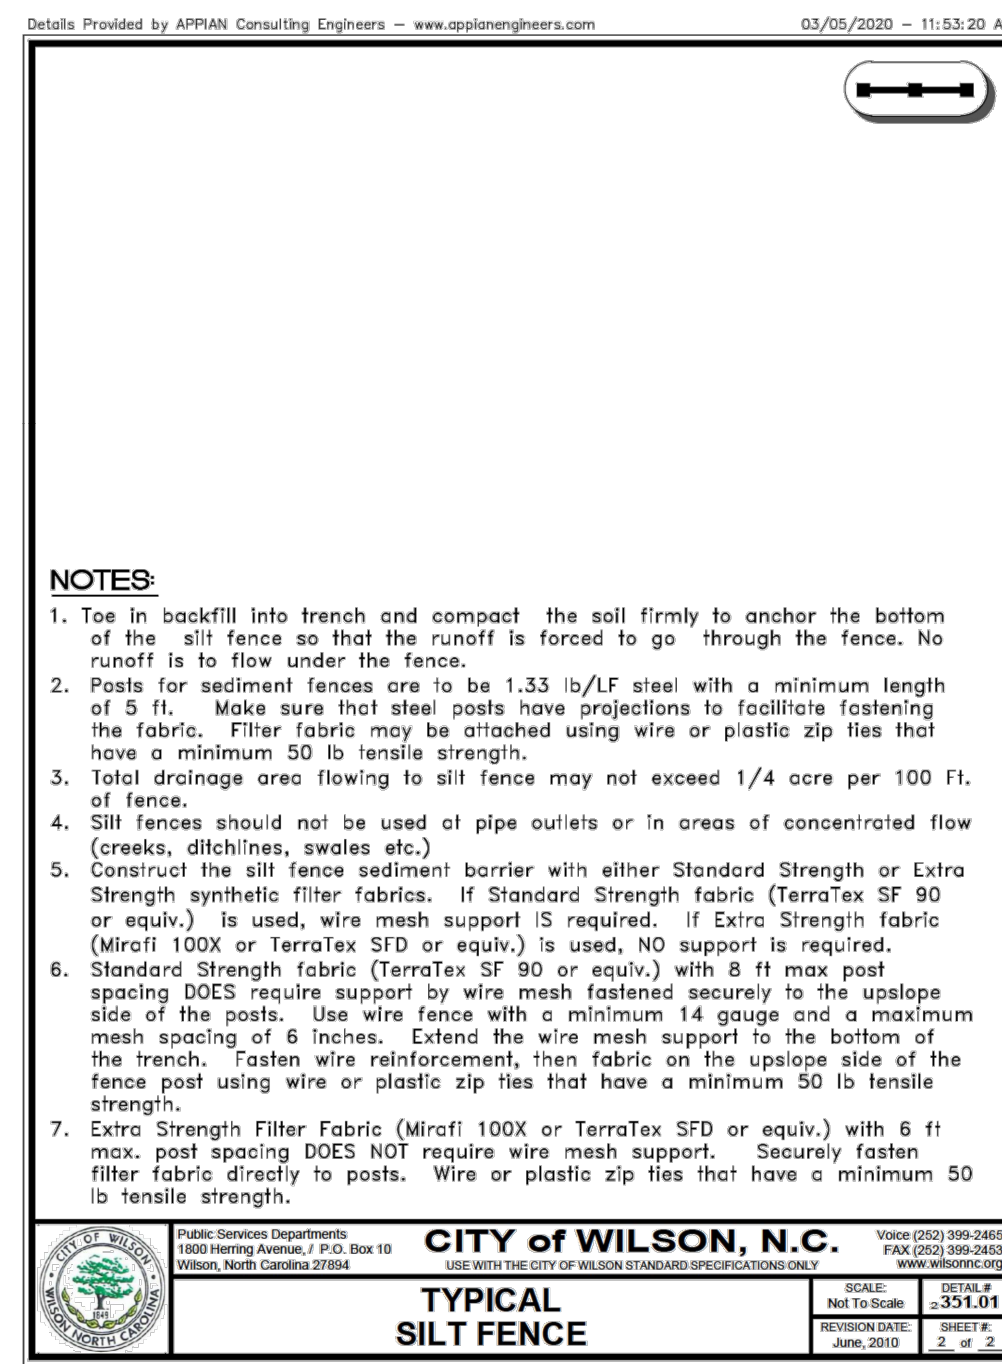 Details Provided by APPIAN Consulting Engineers – www.appianengineers.com
03/05/2020 – 11:53:20 A
NOTES:
1. Toe in backfill into trench and compact the soil firmly to anchor the bottom
of the silt fence so that the runoff is forced to go through the fence. No
runoff is to flow under the fence.
2. Posts for sediment fences are to be 1.33 lb/LF steel with a minimum length
of 5 ft. Make sure that steel posts have projections to facilitate fastening
the fabric. Filter fabric may be attached using wire or plastic zip ties that
have a minimum 50 lb tensile strength.
3. Total drainage area flowing to silt fence may not exceed 1/4 acre per 100 Ft.
of fence.
4. Silt fences should not be used at pipe outlets or in areas of concentrated flow
(creeks, ditchlines, swales etc.)
5. Construct the silt fence sediment barrier with either Standard Strength or Extra
Strength synthetic filter fabrics. If Standard Strength fabric (TerraTex SF 90
or equiv.) is used, wire mesh support IS required. If Extra Strength fabric
(Mirafi 100X or TerraTex SFD or equiv.) is used, NO support is required.
6. Standard Strength fabric (TerraTex SF 90 or equiv.) with 8 ft max post
spacing DOES require support by wire mesh fastened securely to the upslope
side of the posts. Use wire fence with a minimum 14 gauge and a maximum
mesh spacing of 6 inches. Extend the wire mesh support to the bottom of
the trench. Fasten wire reinforcement, then fabric on the upslope side of the
fence post using wire or plastic zip ties that have a minimum 50 lb tensile
strength.
7. Extra Strength Filter Fabric (Mirafi 100X or TerraTex SFD or equiv.) with 6 ft
max. post spacing DOES NOT require wire mesh support. Securely fasten
filter fabric directly to posts. Wire or plastic zip ties that have a minimum 50
lb tensile strength.
CITY OF WILSON
1849
WILSON NORTH CAROLINA
Public Services Departments
1800 Herring Avenue, / P.O. Box 10
Wilson, North Carolina 27894
CITY of WILSON, N.C.
USE WITH THE CITY OF WILSON STANDARD SPECIFICATIONS ONLY
Voice (252) 399-2465
FAX (252) 399-2453
www.wilsonnc.org
TYPICAL
SILT FENCE
SCALE:
Not To Scale
DETAIL#
2351.01
REVISION DATE:
June, 2010
SHEET #:
2 of 2